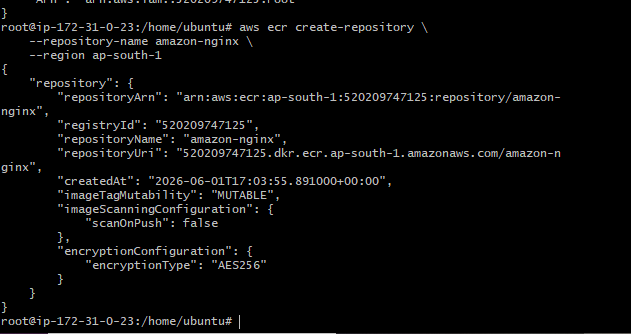 }
root@ip-172-31-0-23:/home/ubuntu# aws ecr create-repository \
    --repository-name amazon-nginx \
    --region ap-south-1
{
    "repository": {
        "repositoryArn": "arn:aws:ecr:ap-south-1:520209747125:repository/amazon-
nginx",
        "registryId": "520209747125",
        "repositoryName": "amazon-nginx",
        "repositoryUri": "520209747125.dkr.ecr.ap-south-1.amazonaws.com/amazon-n
ginx",
        "createdAt": "2026-06-01T17:03:55.891000+00:00",
        "imageTagMutability": "MUTABLE",
        "imageScanningConfiguration": {
            "scanOnPush": false
        },
        "encryptionConfiguration": {
            "encryptionType": "AES256"
        }
    }
}
root@ip-172-31-0-23:/home/ubuntu#